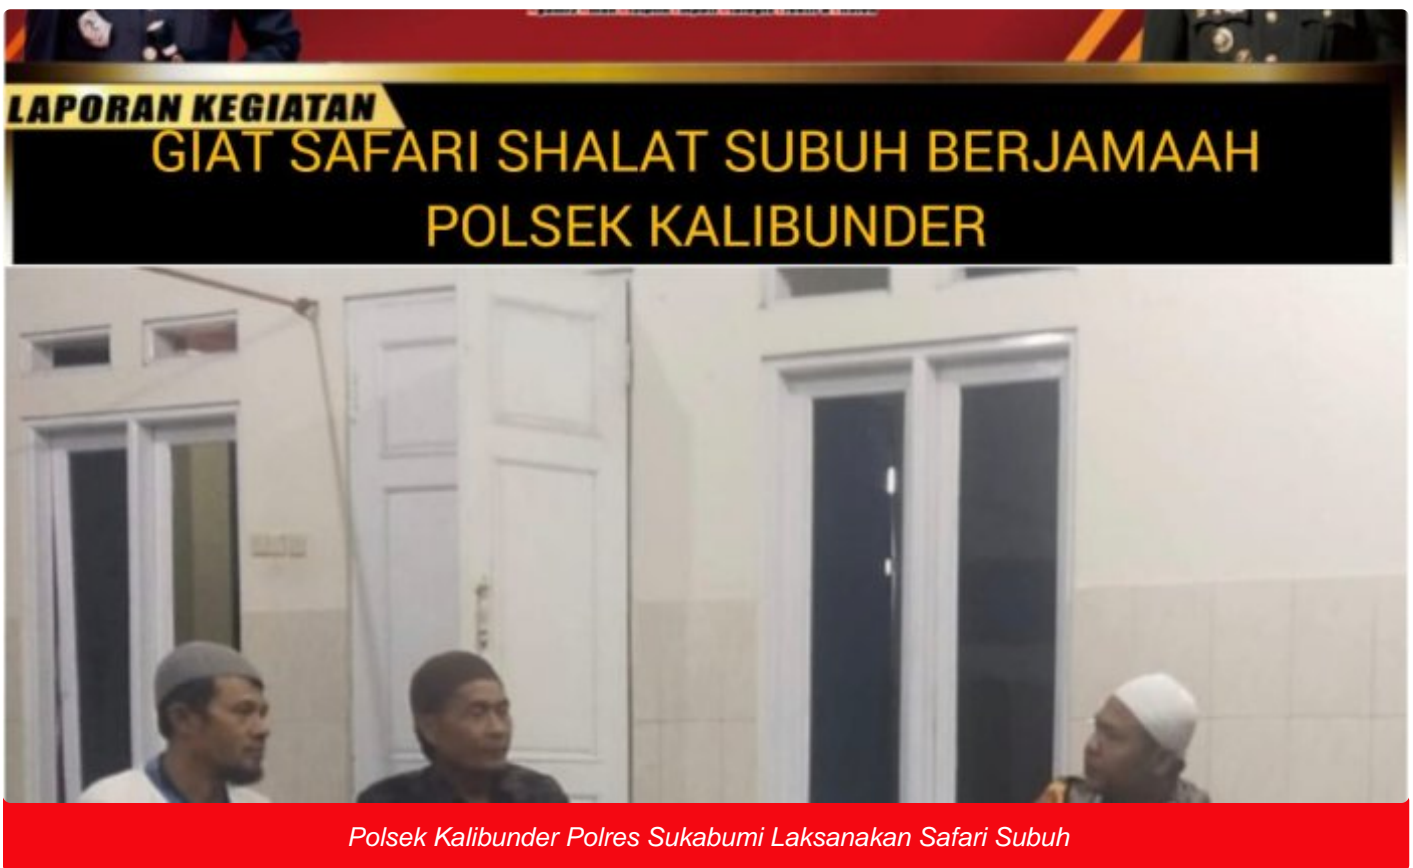 LAPORAN KEGIATAN
GIAT SAFARI SHALAT SUBUH BERJAMAAH
POLSEK KALIBUNDER
Polsek Kalibunder Polres Sukabumi Laksanakan Safari Subuh